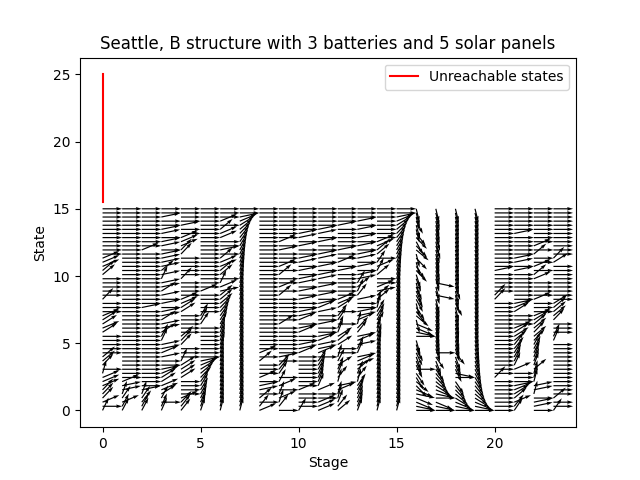 Seattle, B structure with 3 batteries and 5 solar panels
Unreachable states
25
20
15
10
5
0
State
0 5 10 15 20
Stage